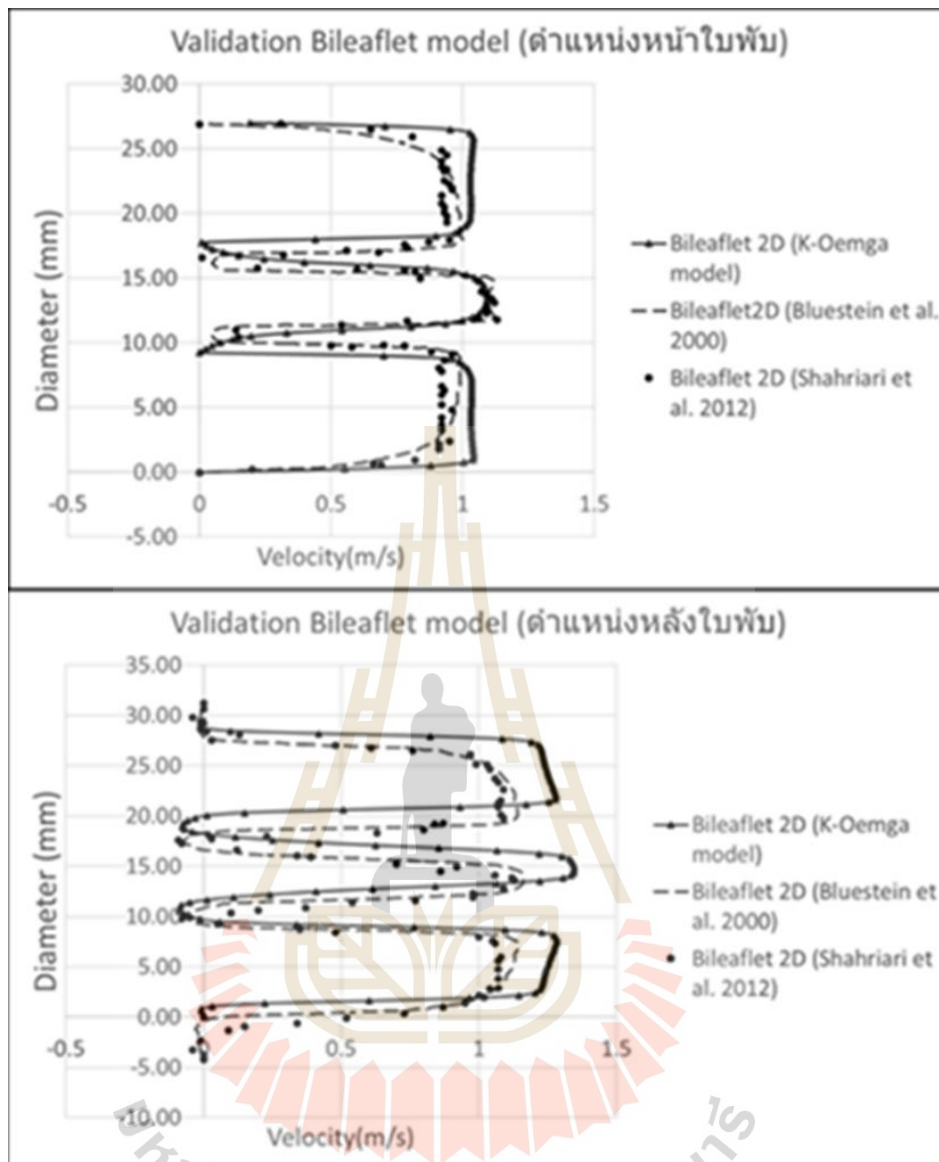 Validation Bileaflet model (ตำแหน่งหน้าใบพับ)
30.00
25.00
20.00
15.00
10.00
5.00
0.00
-5.00
-0.5
0
0.5
1
1.5
Diameter (mm)
Velocity(m/s)
Bileaflet 2D (K-Oemga
model)
Bileaflet2D (Bluestein et al.
2000)
Bileaflet 2D (Shahriari et
al. 2012)
Validation Bileaflet model (ตำแหน่งหลังใบพับ)
35.00
30.00
25.00
20.00
15.00
10.00
5.00
0.00
-5.00
-10.00
-0.5
0
0.5
1
1.5
Diameter (mm)
Velocity(m/s)
Bileaflet 2D (K-Oemga
model)
Bileaflet 2D (Bluestein et
al. 2000)
Bileaflet 2D (Shahriari et
al. 2012)